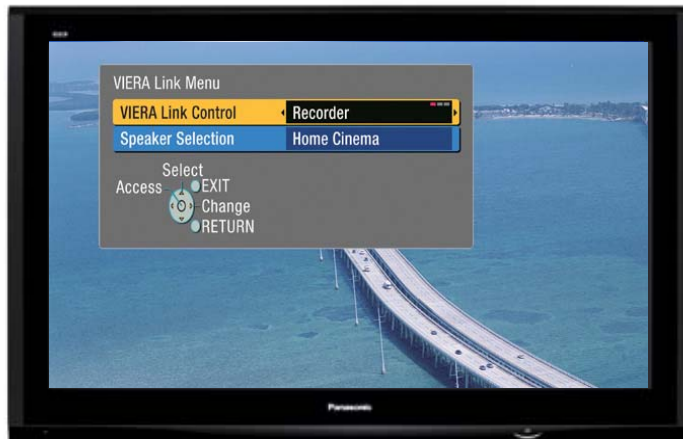 VIERA Link Menu
VIERA Link Control Recorder
Speaker Selection Home Cinema
Select
Access EXIT
Change
RETURN
Panasonic